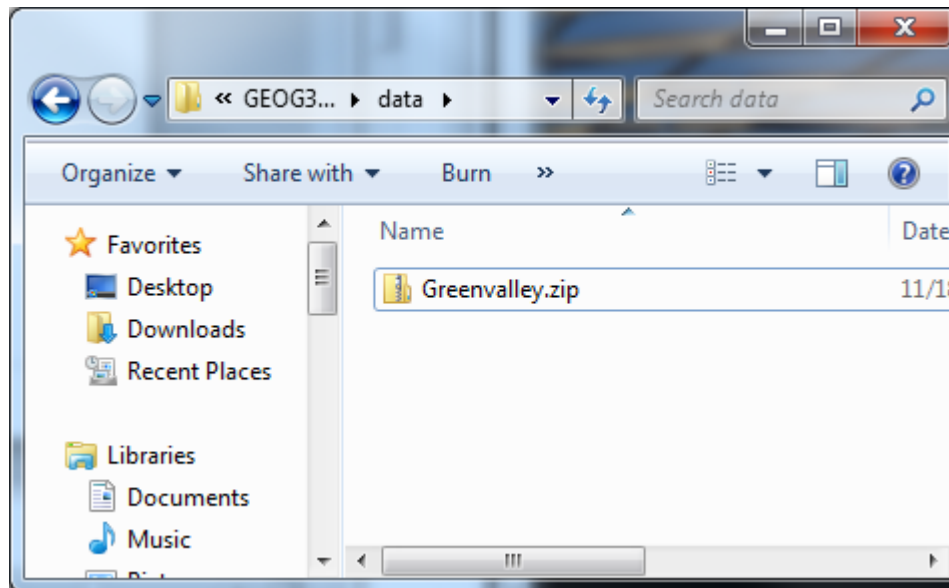 « GEOG3... data
Search data
Organize Share with Burn »
Favorites
Desktop
Downloads
Recent Places
Libraries
Documents
Music
Name Date
Greenvalley.zip 11/18